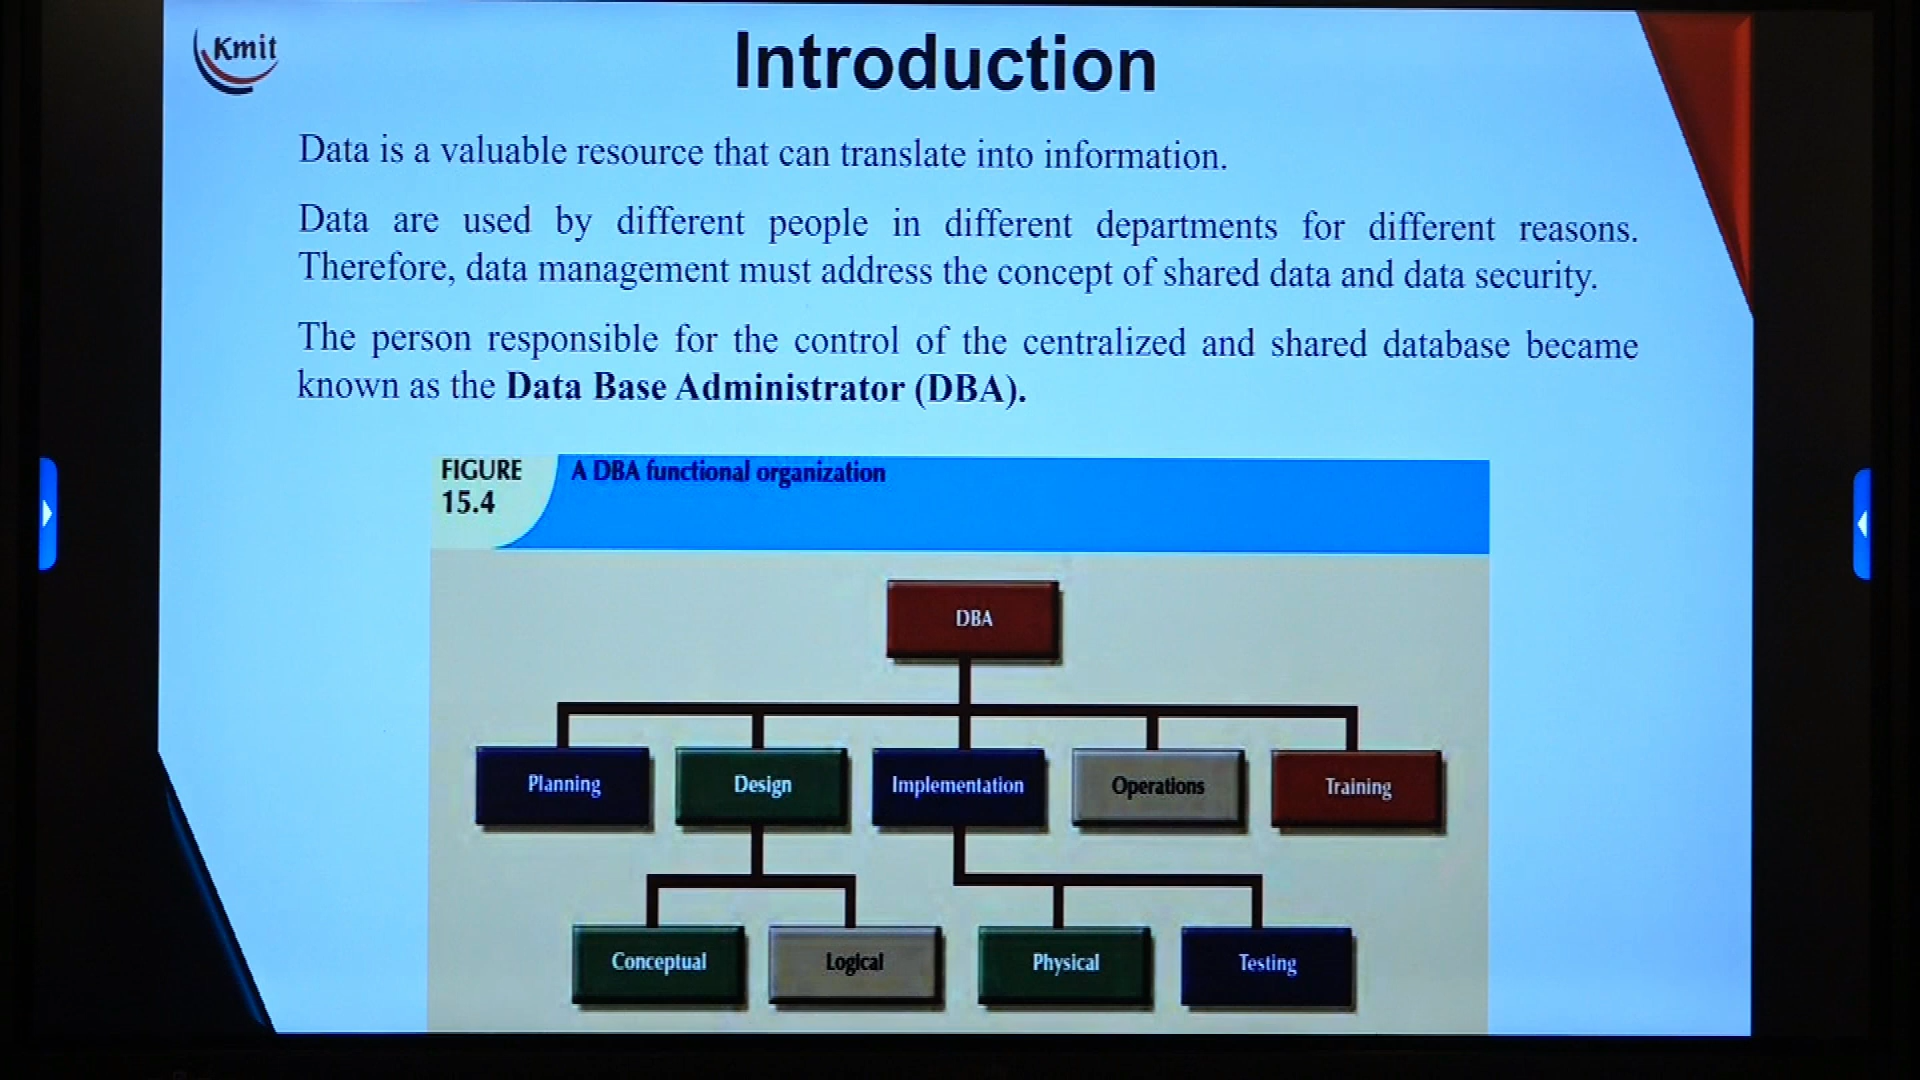 Kmit
Introduction
Data is a valuable resource that can translate into information.
Data are used by different people in different departments for different reasons.
Therefore, data management must address the concept of shared data and data security.
The person responsible for the control of the centralized and shared database became
known as the Data Base Administrator (DBA).
FIGURE
15.4
A DBA functional organization
DBA
Planning
Design
Implementation
Operations
Training
Conceptual
Logical
Physical
Testing